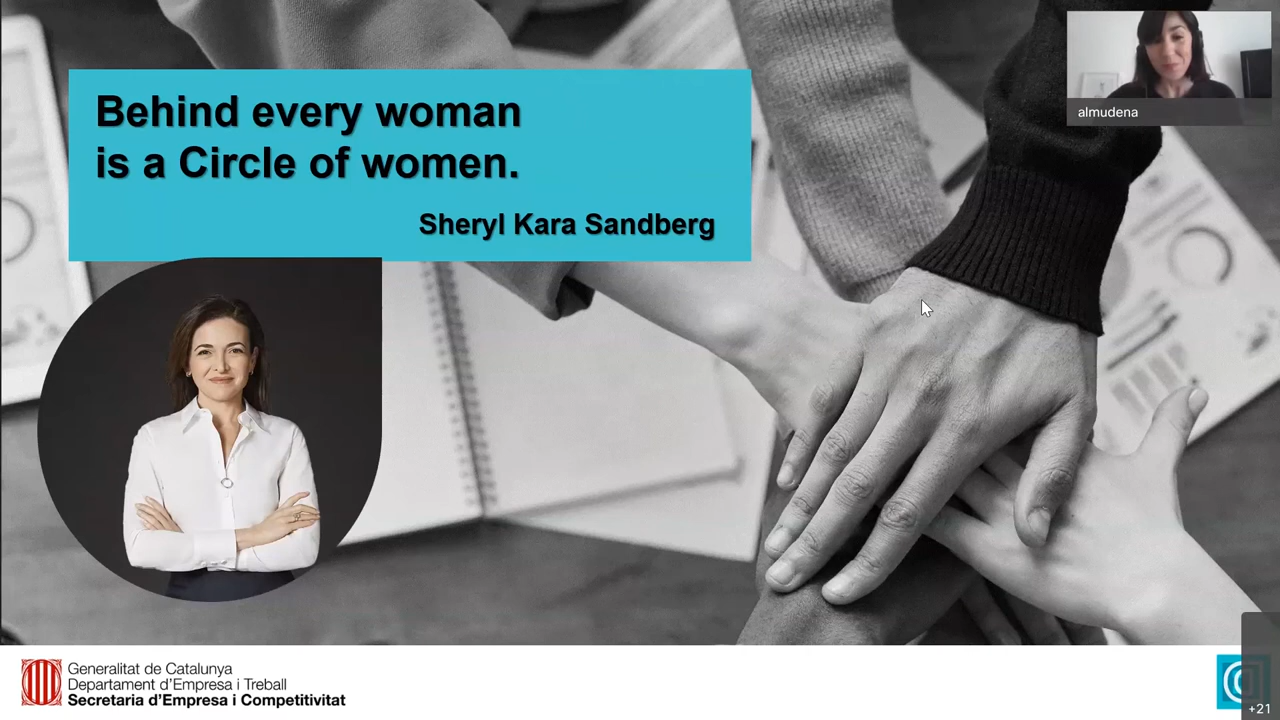 Behind every woman
is a Circle of women.
Sheryl Kara Sandberg
almudena
Generalitat de Catalunya
Departament d'Empresa i Treball
Secretaria d'Empresa i Competitivitat
+21